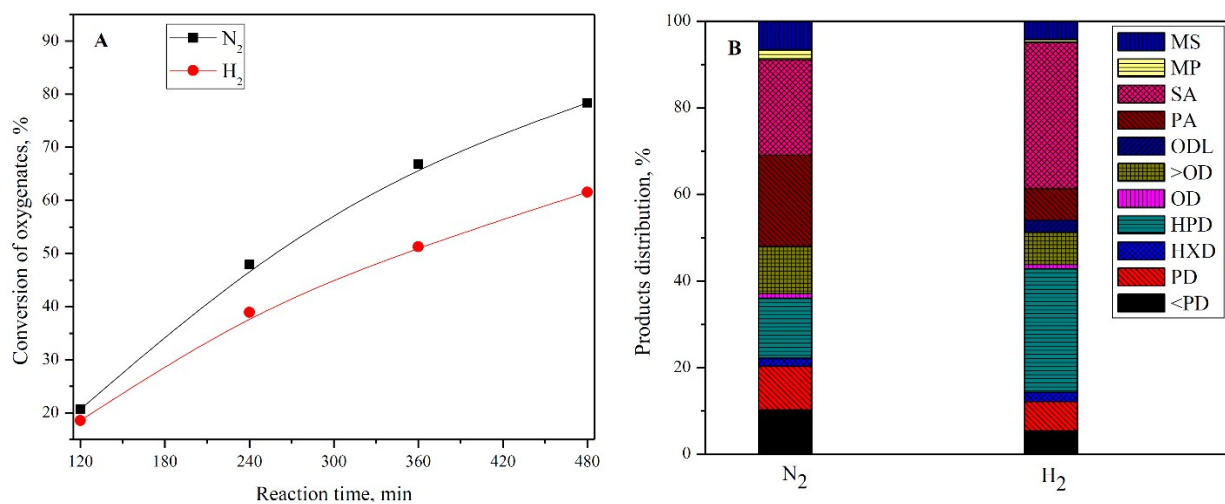 A
N₂
H₂
Conversion of oxygenates, %
90
80
70
60
50
40
30
20
120
180
240
300
360
420
480
Reaction time, min
B
Products distribution, %
100
80
60
40
20
0
N₂
H₂
MS
MP
SA
PA
ODL
>OD
OD
HPD
HXD
PD
<PD